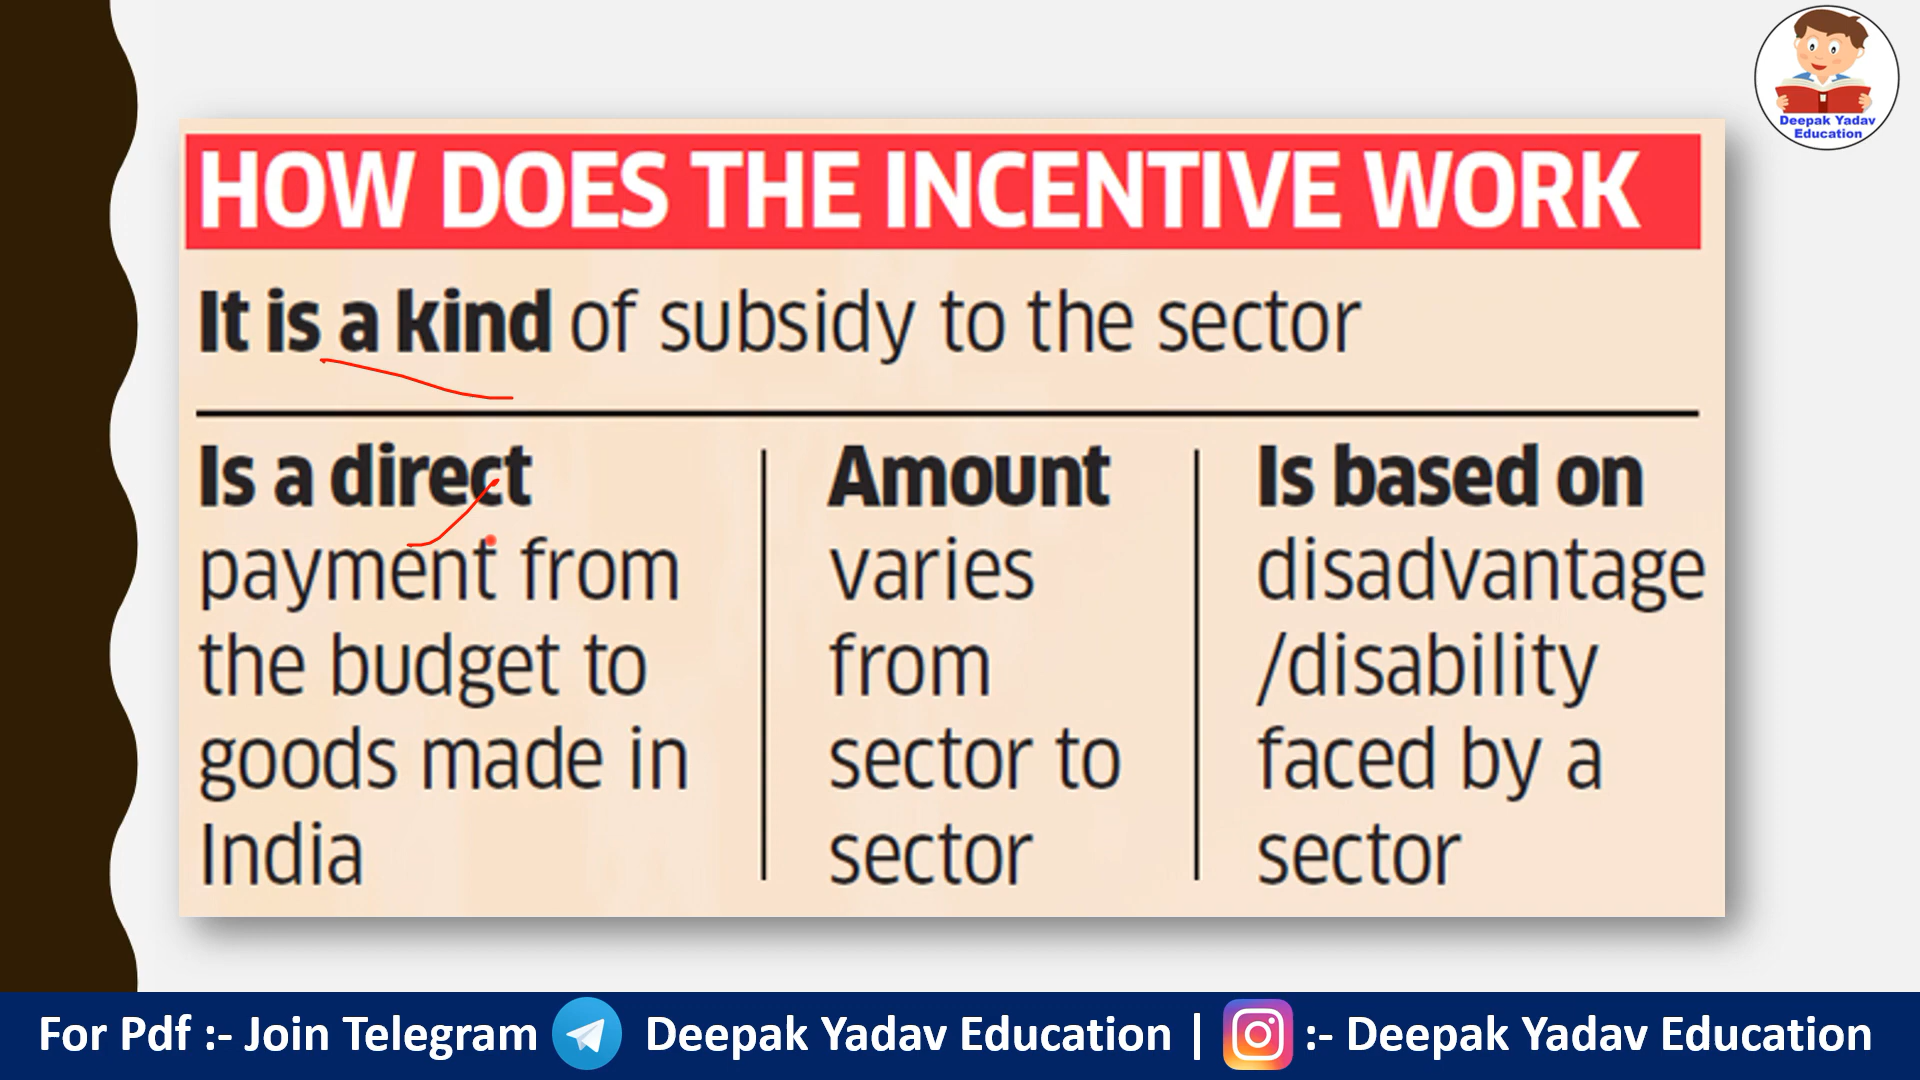 Deepak Yadav
Education
HOW DOES THE INCENTIVE WORK
It is a kind of subsidy to the sector
Is a direct
payment from
the budget to
goods made in
India
Amount
varies
from
sector to
sector
Is based on
disadvantage
/disability
faced by a
sector
For Pdf :- Join Telegram Deepak Yadav Education | :- Deepak Yadav Education